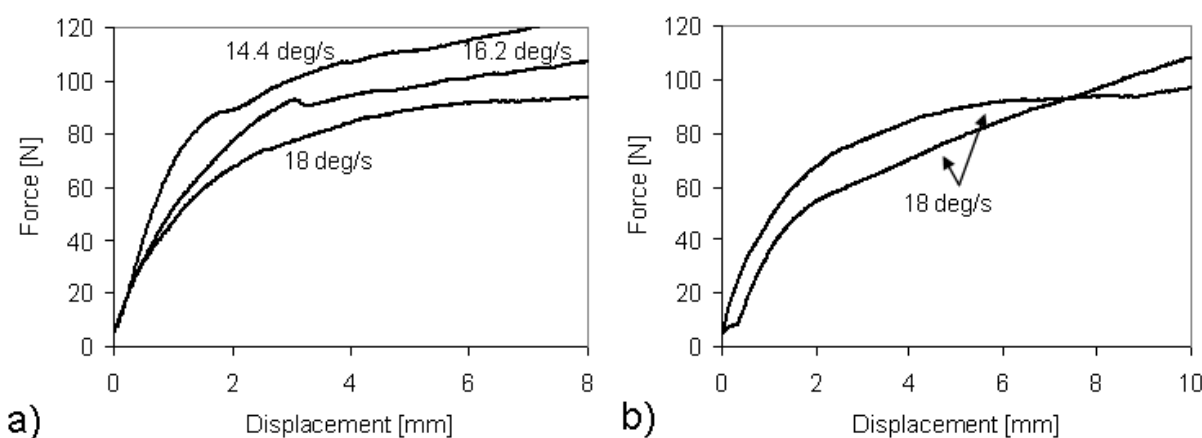 120
100
80
60
40
20
0
Force [N]
14.4 deg/s
16.2 deg/s
18 deg/s
0 2 4 6 8
Displacement [mm]
a)
120
100
80
60
40
20
0
Force [N]
18 deg/s
0 2 4 6 8 10
Displacement [mm]
b)